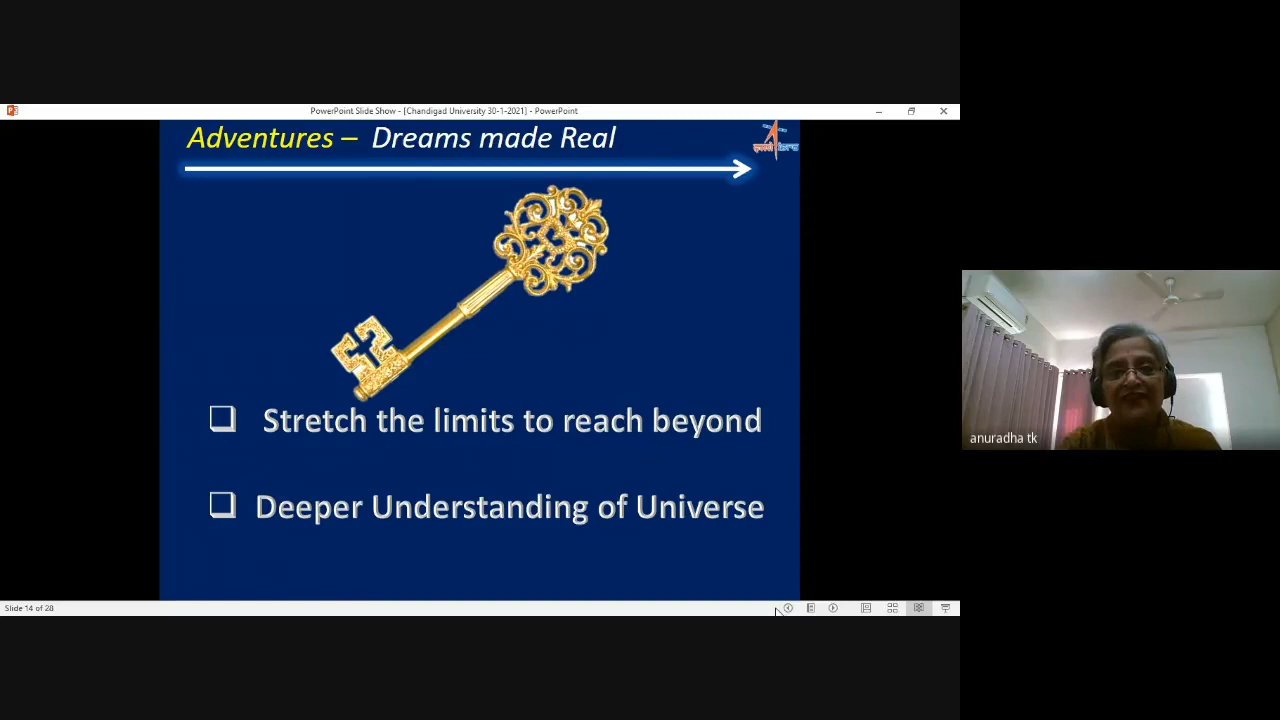 PowerPoint Slide Show - [Chandigad University 30-1-2021] - PowerPoint
Adventures – Dreams made Real
इसरो
Stretch the limits to reach beyond
Deeper Understanding of Universe
anuradha tk
Slide 14 of 28